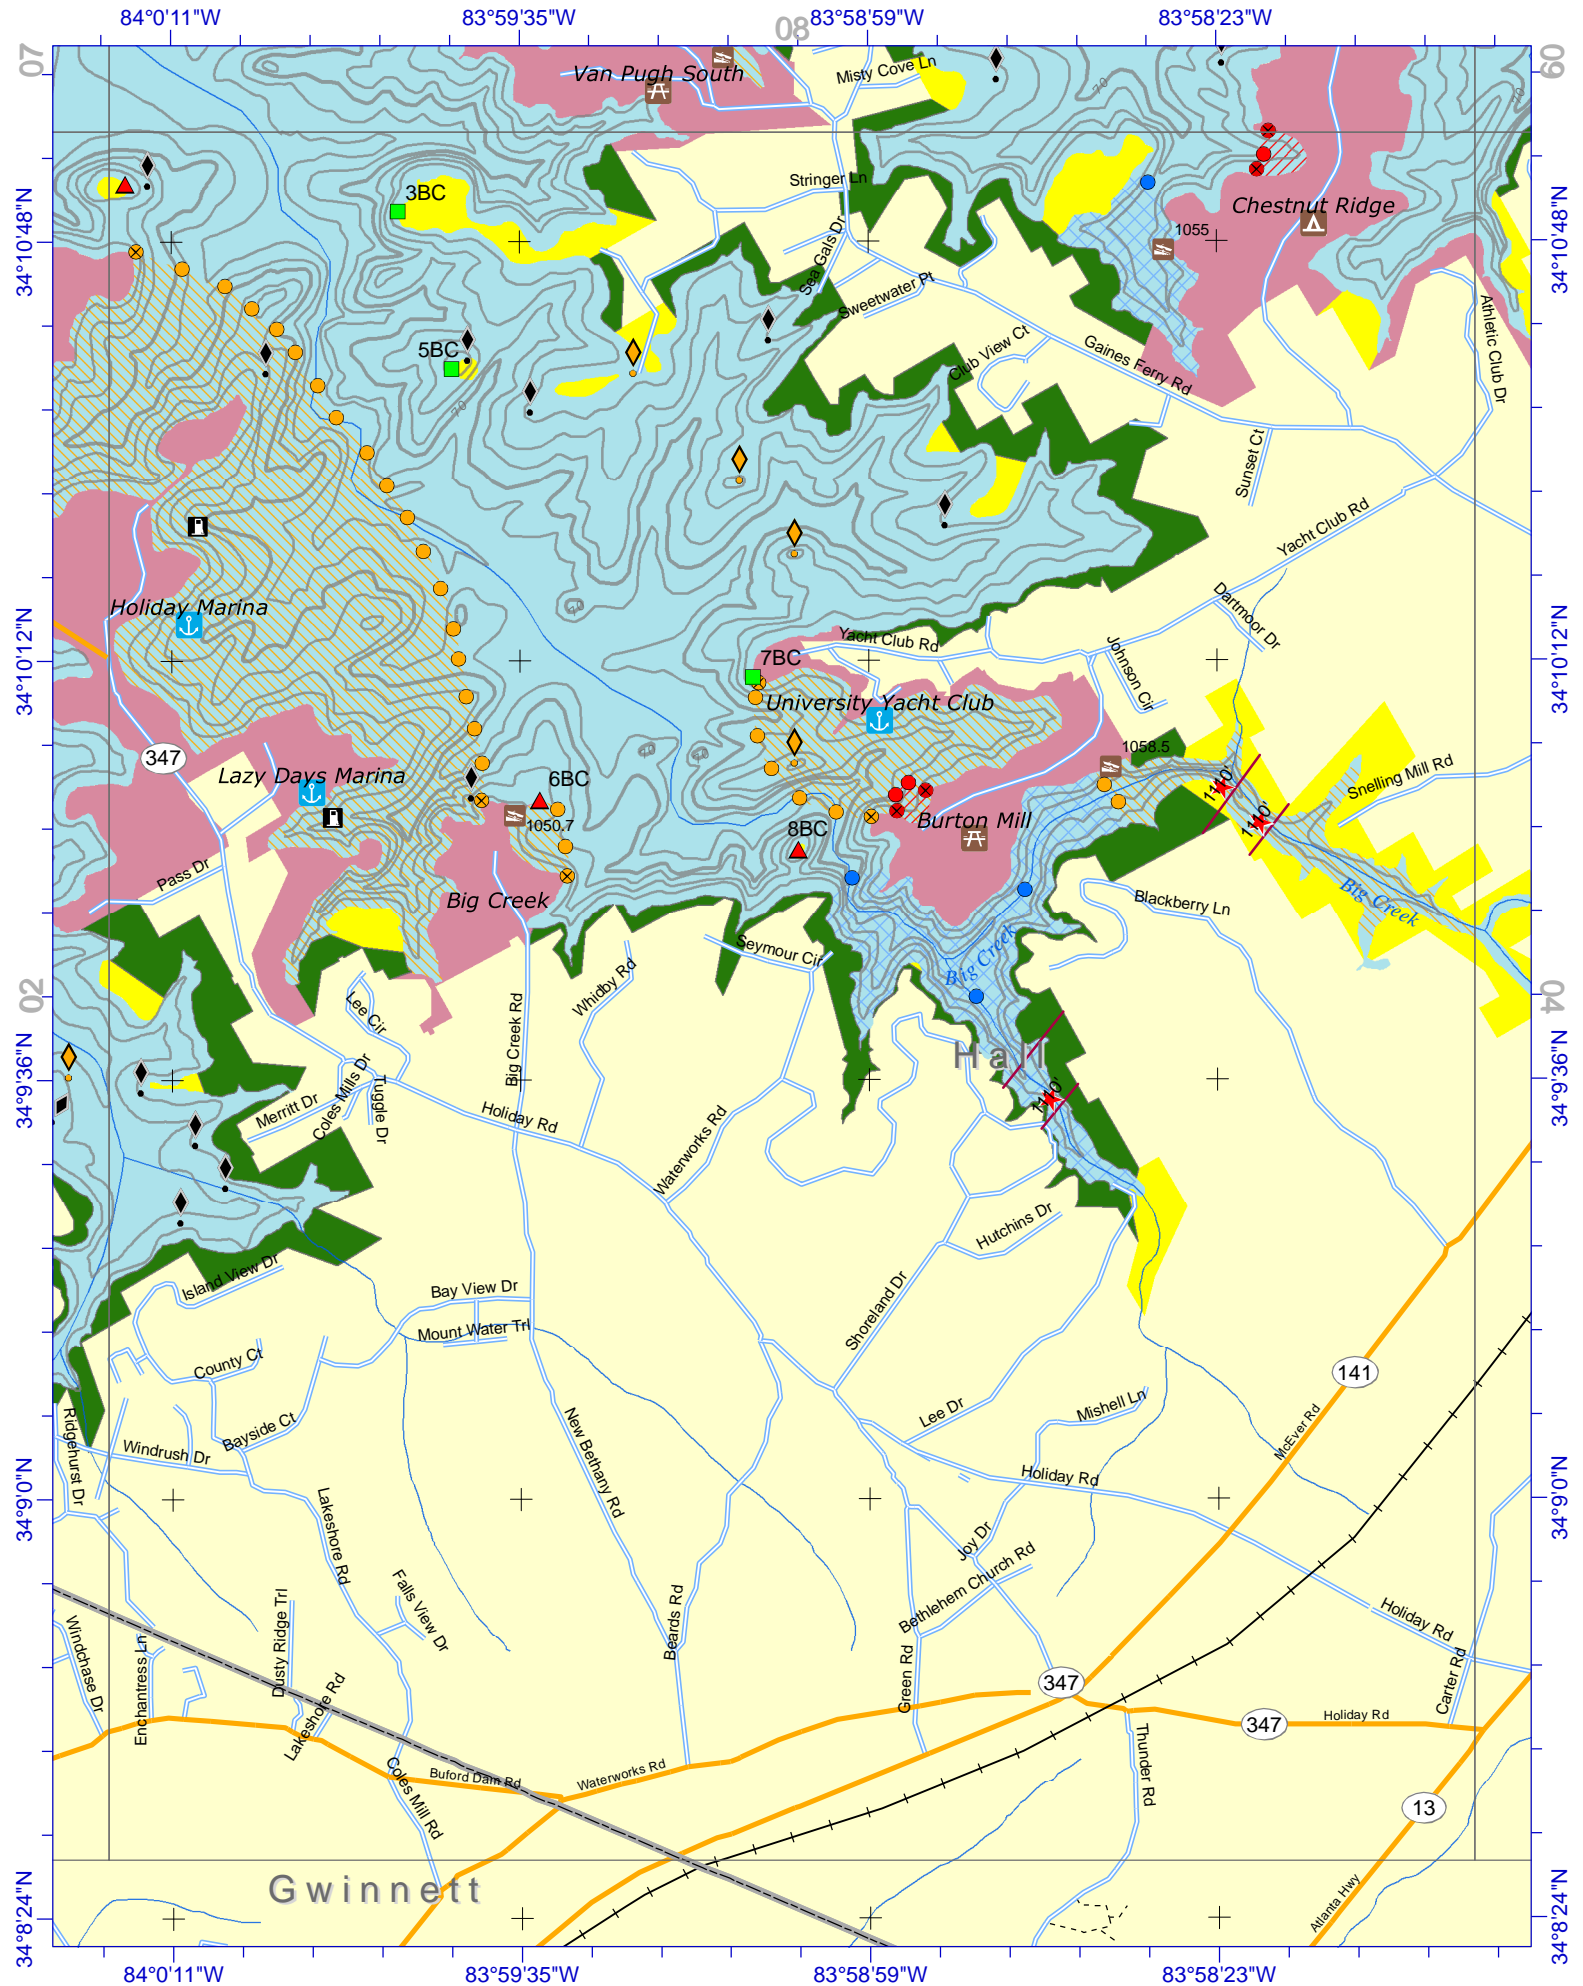 84°0'11"W
83°59'35"W
08
83°58'59"W
83°58'23"W
07
09
Van Pugh South
Misty Cove Ln
70
70
Stringer Ln
3BC
Chestnut Ridge
1055
34°10'48"N
34°10'48"N
Sea Gals Dr
Sweetwater Pt
Club View Ct
Gaines Ferry Rd
Athletic Club Dr
5BC
70
Sunset Ct
Yacht Club Rd
Holiday Marina
70
Dartmoor Dr
Yacht Club Rd
Johnson Cir
34°10'12"N
34°10'12"N
7BC
University Yacht Club
347
40
40
1058.5
Lazy Days Marina
6BC
1110'
Snelling Mill Rd
1050.7
8BC
Burton Mill
1110'
Pass Dr
Big Creek
Blackberry Ln
Big Creek
Seymour Cir
Big Creek
Whidby Rd
02
04
Lee Cir
Big Creek Rd
Hall
34°9'36"N
34°9'36"N
Coles Mills Dr
Tuggle Dr
Merritt Dr
Holiday Rd
1110'
Waterworks Rd
Hutchins Dr
Island View Dr
Bay View Dr
Shoreland Dr
Mount Water Trl
County Ct
141
Lee Dr
Mishell Ln
Ridgehurst Dr
Windrush Dr
Bayside Ct
New Bethany Rd
McEver Rd
Holiday Rd
34°9'0"N
34°9'0"N
Lakeshore Rd
Joy Dr
Bethlehem Church Rd
Falls View Dr
Dusty Ridge Trl
Beards Rd
Holiday Rd
Windchase Dr
Enchantress Ln
Green Rd
Carter Rd
Lakeshore Rd
347
347
Holiday Rd
Coles Mill Rd
Buford Dam Rd
Waterworks Rd
Thunder Rd
13
Gwinnett
Atlanta Hwy
34°8'24"N
34°8'24"N
84°0'11"W
83°59'35"W
83°58'59"W
83°58'23"W